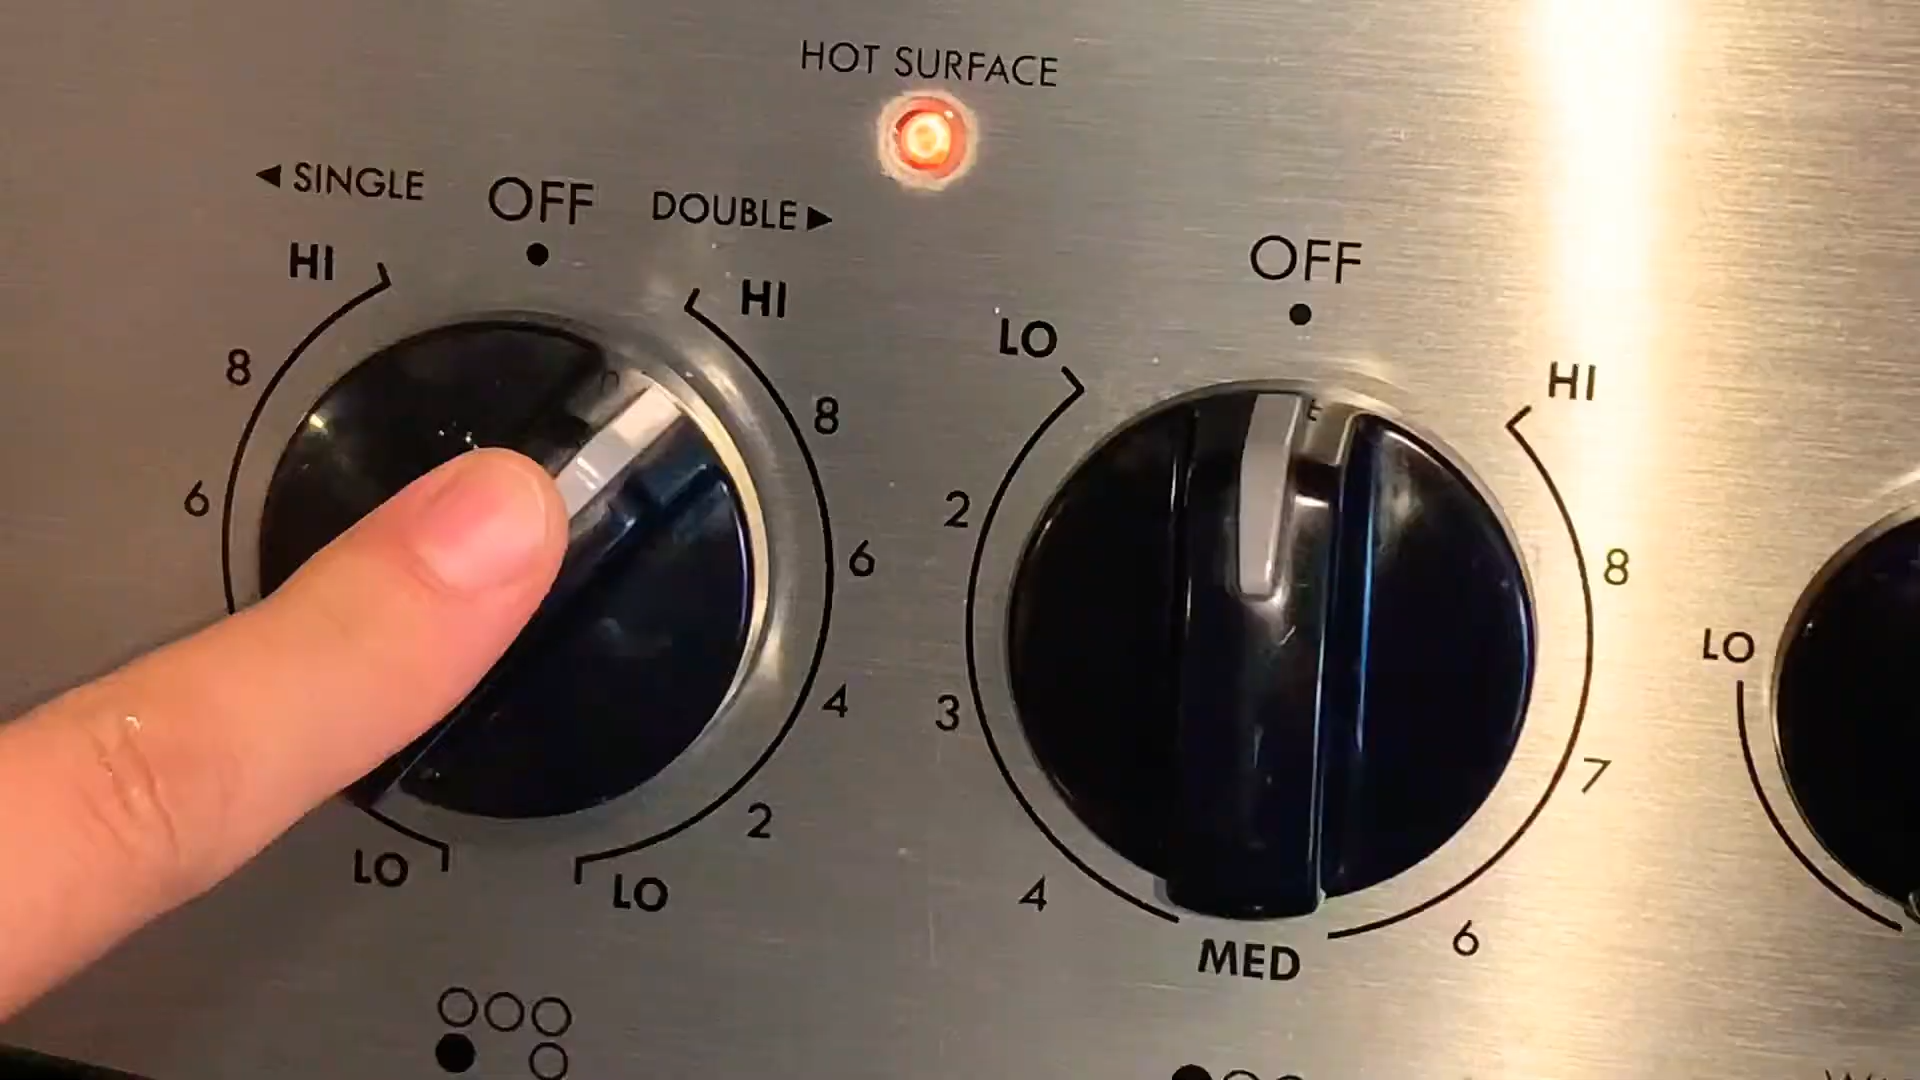 HOT SURFACE
◀ SINGLE OFF DOUBLE ▶
HI HI
8 8
6 6
4
2
LO LO
OFF
LO HI
2 8
3 7
4 6
MED
LO